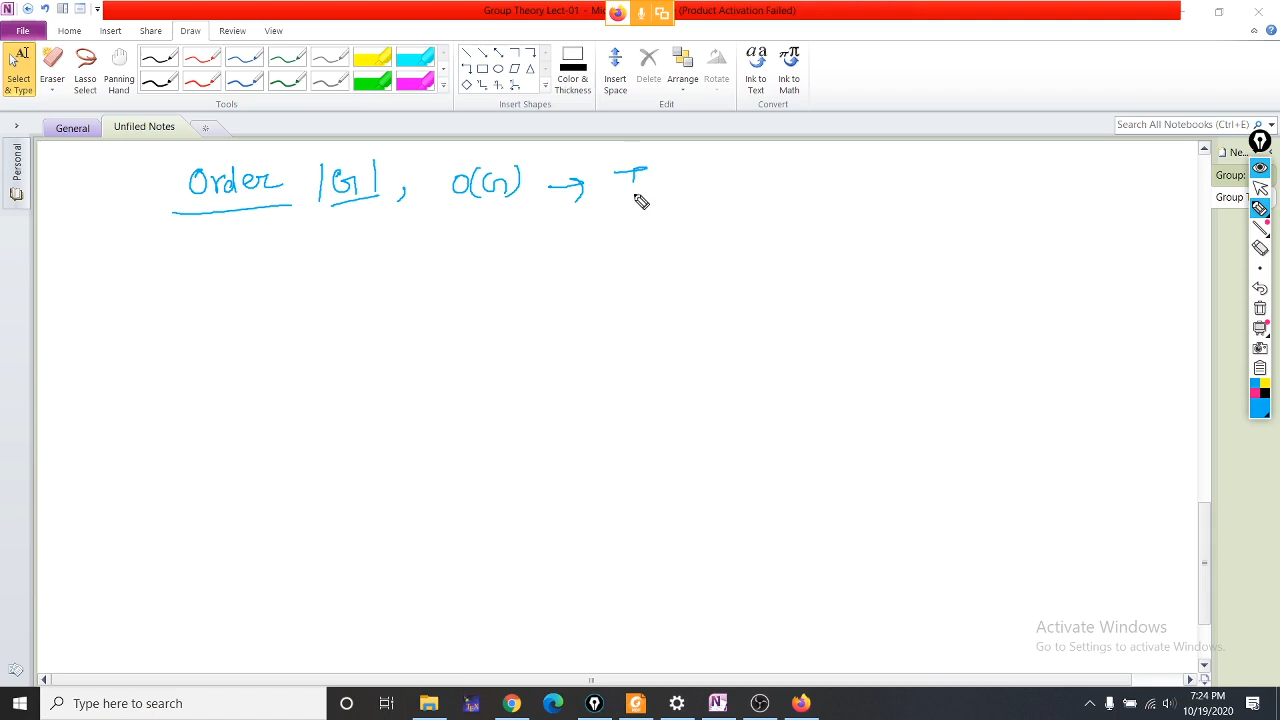 Group Theory Lect-01 - Mi (Product Activation Failed)
File Home Insert Share Draw Review View
Select & Type Eraser Lasso Select Panning Hand Color & Thickness Insert Space Delete Arrange Rotate Ink to Text Ink to Math
Tools Insert Shapes Edit Convert
General Unfiled Notes Search All Notebooks (Ctrl+E)
Personal
Ne...
Group:
Group T
Order |G|, O(G) → T
Activate Windows
Go to Settings to activate Windows.
Type here to search
7:24 PM
10/19/2020